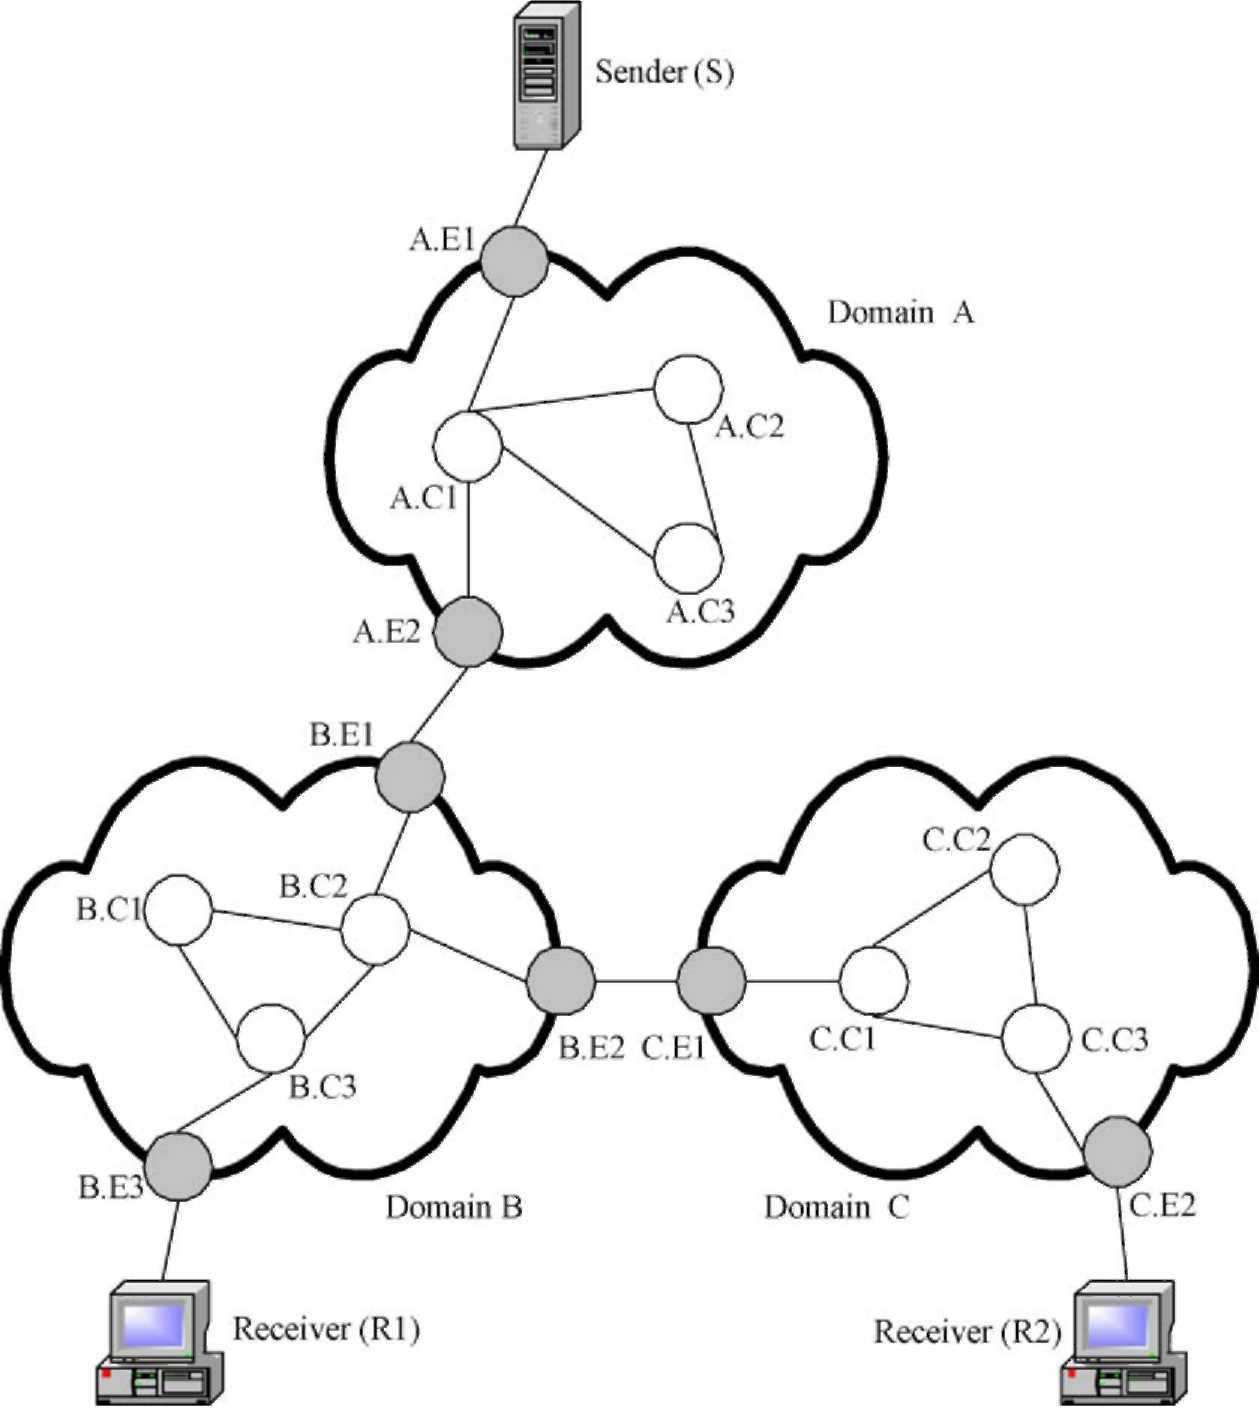 Sender (S)
A.E1
Domain A
A.C2
A.C1
A.C3
A.E2
B.E1
C.C2
B.C2
B.C1
C.C1
C.C3
B.E2
C.E1
B.C3
B.E3
Domain B
Domain C
C.E2
Receiver (R1)
Receiver (R2)